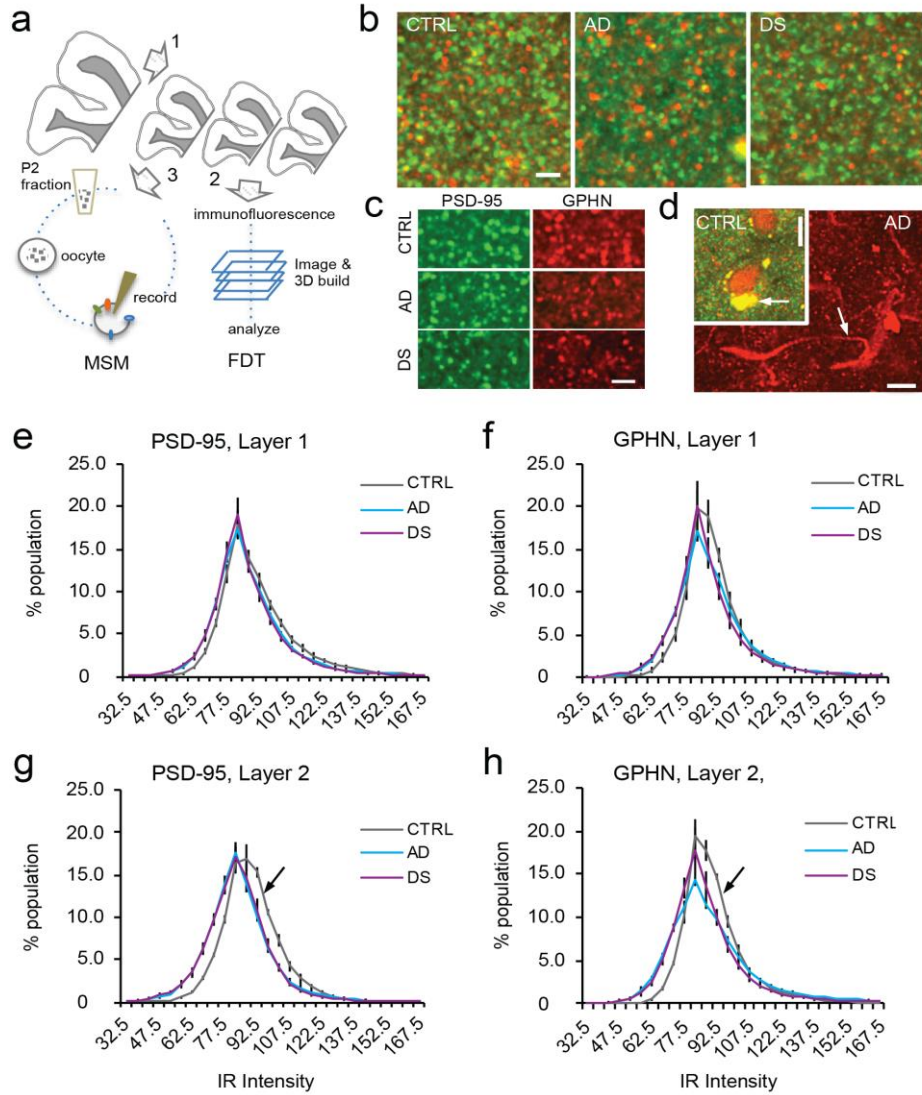 a
1
2
3
P2
fraction
oocyte
record
MSM
immunofluorescence
Image &
3D build
analyze
FDT
b
CTRL
AD
DS
c
PSD-95
GPHN
CTRL
AD
DS
d
CTRL
AD
e
PSD-95, Layer 1
25.0
20.0
15.0
10.0
5.0
0
% population
CTRL
AD
DS
32.5
47.5
62.5
77.5
92.5
107.5
122.5
137.5
152.5
167.5
f
GPHN, Layer 1
25.0
20.0
15.0
10.0
5.0
0
% population
CTRL
AD
DS
32.5
47.5
62.5
77.5
92.5
107.5
122.5
137.5
152.5
167.5
g
PSD-95, Layer 2
25.0
20.0
15.0
10.0
5.0
0
% population
CTRL
AD
DS
32.5
47.5
62.5
77.5
92.5
107.5
122.5
137.5
152.5
167.5
IR Intensity
h
GPHN, Layer 2,
25.0
20.0
15.0
10.0
5.0
0
% population
CTRL
AD
DS
32.5
47.5
62.5
77.5
92.5
107.5
122.5
137.5
152.5
167.5
IR Intensity